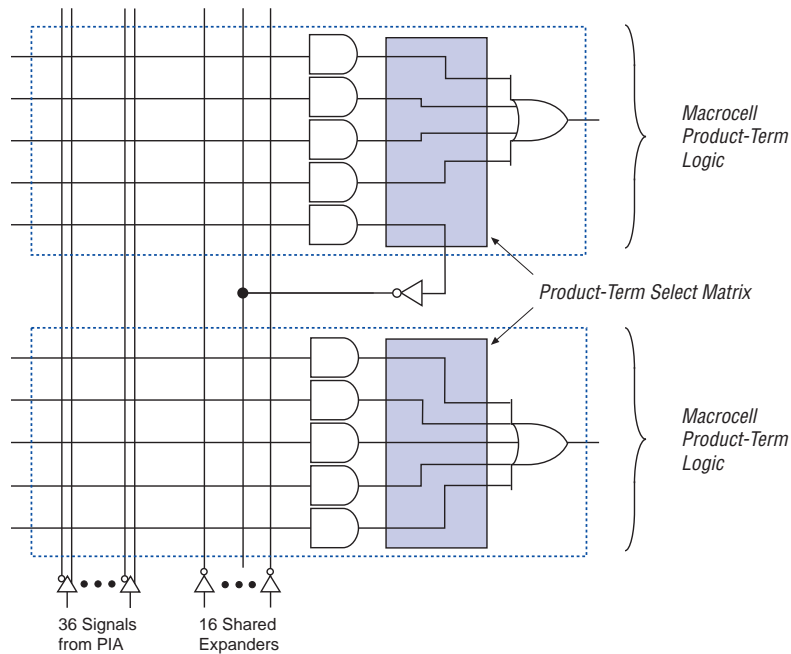 Macrocell
Product-Term
Logic
Product-Term Select Matrix
Macrocell
Product-Term
Logic
36 Signals
from PIA
16 Shared
Expanders